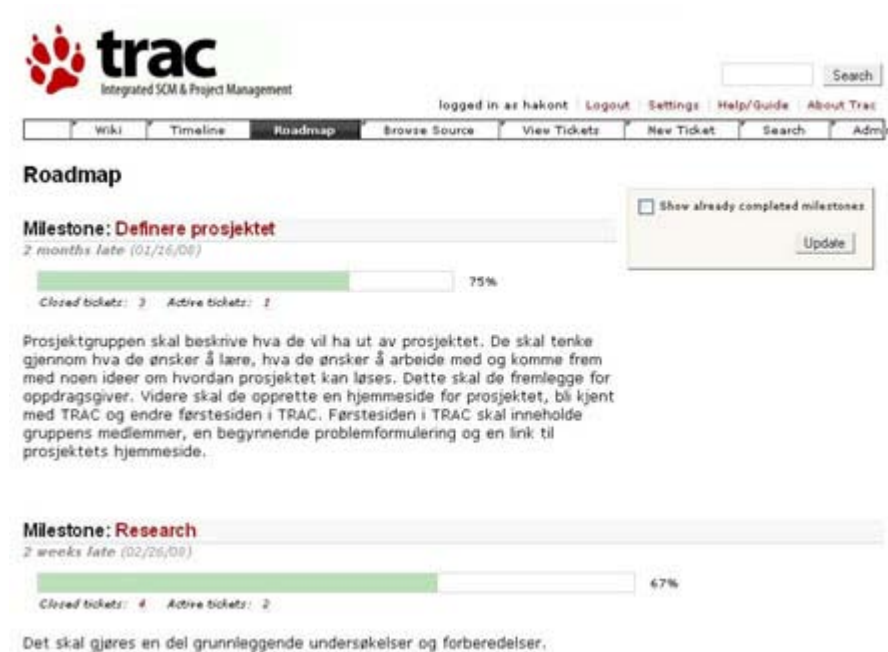 trac
Integrated SCM & Project Management
Search
logged in as hakont Logout Settings Help/Guide About Trac
Wiki Timeline Roadmap Browse Source View Tickets New Ticket Search Admi
Roadmap
Show already completed milestones
Update
Milestone: Definere prosjektet
2 months late (01/16/08)
75%
Closed tickets: 3 Active tickets: 1
Prosjektgruppen skal beskrive hva de vil ha ut av prosjektet. De skal tenke
gjennom hva de ønsker å lære, hva de ønsker å arbeide med og komme frem
med noen ideer om hvordan prosjektet kan løses. Dette skal de fremlegge for
oppdragsgiver. Videre skal de opprette en hjemmeside for prosjektet, bli kjent
med TRAC og endre førstesiden i TRAC. Førstesiden i TRAC skal inneholde
gruppens medlemmer, en begynnende problemformulering og en link til
prosjektets hjemmeside.
Milestone: Research
2 weeks late (02/26/08)
67%
Closed tickets: 4 Active tickets: 2
Det skal gjøres en del grunnleggende undersøkelser og forberedelser.